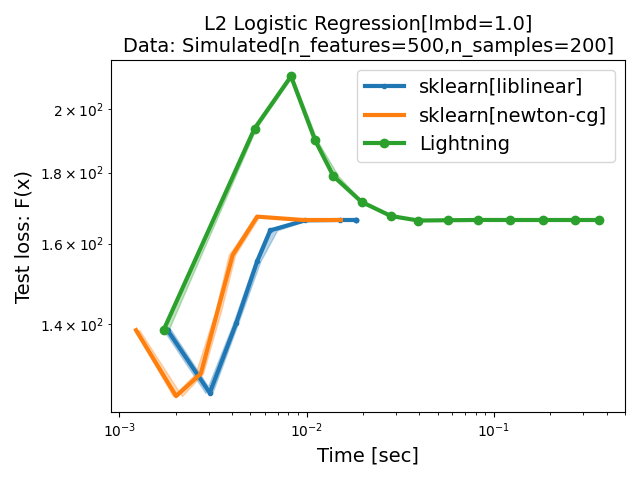 L2 Logistic Regression[lmbd=1.0]
Data: Simulated[n_features=500,n_samples=200]
sklearn[liblinear]
sklearn[newton-cg]
Lightning
Test loss: F(x)
2 × 10²
1.8 × 10²
1.6 × 10²
1.4 × 10²
10⁻³
10⁻²
10⁻¹
Time [sec]